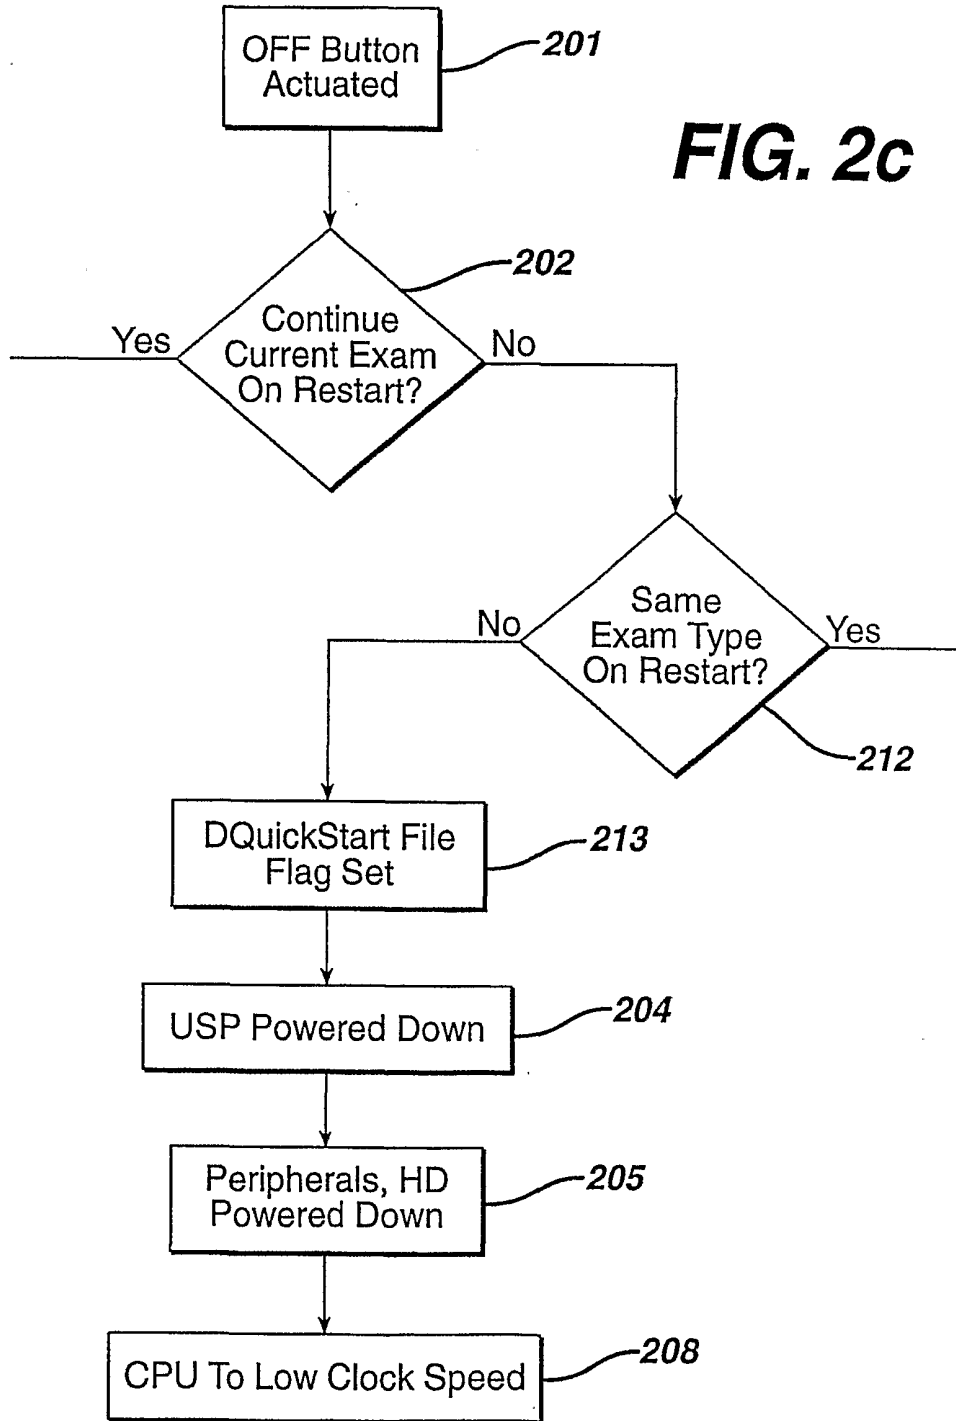 OFF Button
Actuated
201
FIG. 2c
202
Continue
Current Exam
On Restart?
Yes
No
Same
Exam Type
On Restart?
No
Yes
212
DQuickStart File
Flag Set
213
USP Powered Down
204
Peripherals, HD
Powered Down
205
CPU To Low Clock Speed
208